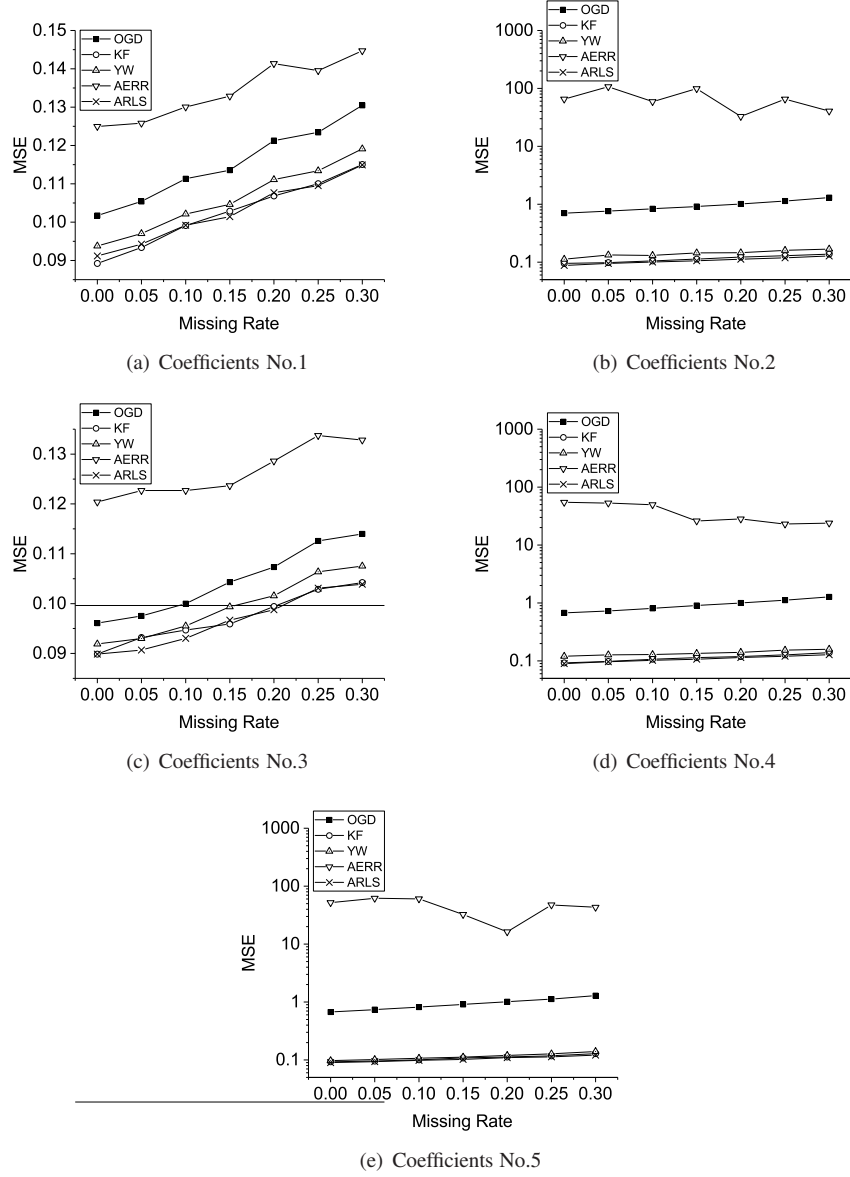 0.15
0.14
0.13
0.12
0.11
0.10
0.09
MSE
OGD
KF
YW
AERR
ARLS
0.00 0.05 0.10 0.15 0.20 0.25 0.30
Missing Rate
(a) Coefficients No.1
1000
100
10
1
0.1
MSE
OGD
KF
YW
AERR
ARLS
0.00 0.05 0.10 0.15 0.20 0.25 0.30
Missing Rate
(b) Coefficients No.2
0.13
0.12
0.11
0.10
0.09
MSE
OGD
KF
YW
AERR
ARLS
0.00 0.05 0.10 0.15 0.20 0.25 0.30
Missing Rate
(c) Coefficients No.3
1000
100
10
1
0.1
MSE
OGD
KF
YW
AERR
ARLS
0.00 0.05 0.10 0.15 0.20 0.25 0.30
Missing Rate
(d) Coefficients No.4
1000
100
10
1
0.1
MSE
OGD
KF
YW
AERR
ARLS
0.00 0.05 0.10 0.15 0.20 0.25 0.30
Missing Rate
(e) Coefficients No.5